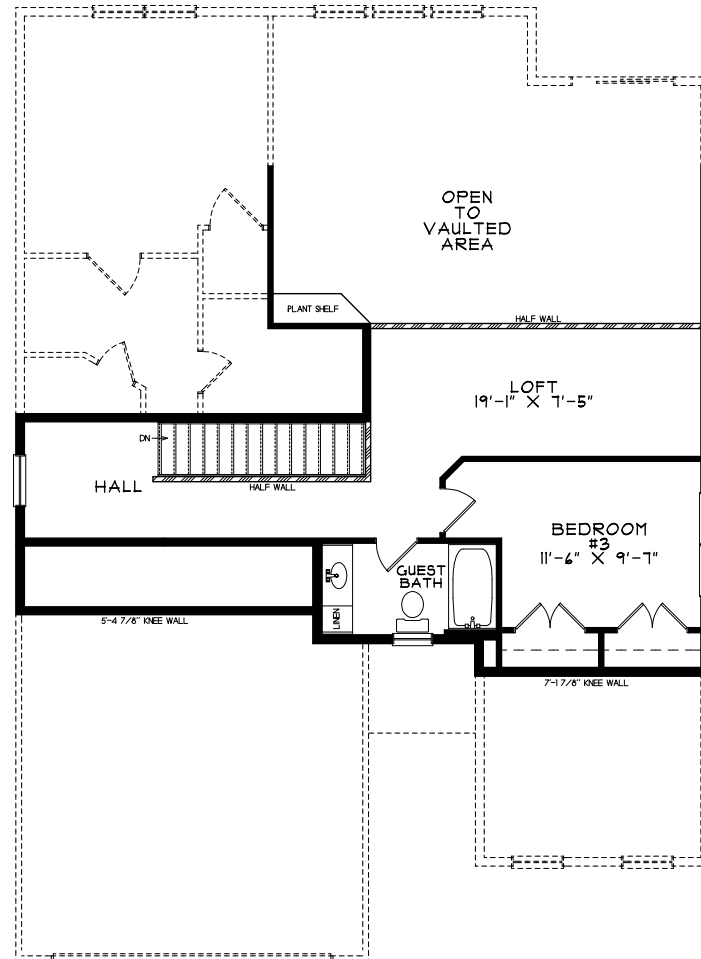 OPEN
TO
VAULTED
AREA
PLANT SHELF
HALF WALL
LOFT
19'-1" X 7'-5"
DN
HALL
HALF WALL
BEDROOM
#3
11'-6" X 9'-7"
GUEST
BATH
LINEN
5'-4 7/8" KNEE WALL
7'-1 7/8" KNEE WALL